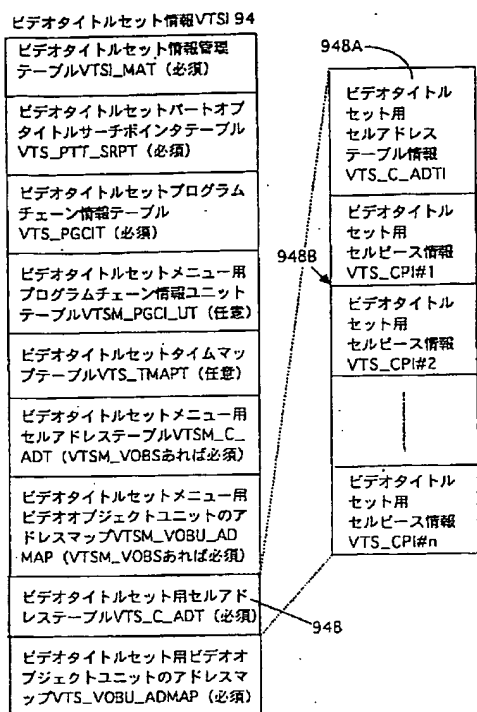 ビデオタイトルセット情報VTSI 94
ビデオタイトルセット情報管理
テーブルVTSI_MAT（必須）
ビデオタイトルセットパートオブ
タイトルサーチポインタテーブル
VTS_PTT_SRPT（必須）
ビデオタイトルセットプログラム
チェーン情報テーブル
VTS_PGCIT（必須）
ビデオタイトルセットメニュー用
プログラムチェーン情報ユニット
テーブルVTSM_PGCI_UT（任意）
ビデオタイトルセットタイムマッ
プテーブルVTS_TMAPT（任意）
ビデオタイトルセットメニュー用
セルアドレステーブルVTSM_C_
ADT（VTSM_VOBSあれば必須）
ビデオタイトルセットメニュー用
ビデオオブジェクトユニットのア
ドレスマップVTSM_VOBU_AD
MAP（VTSM_VOBSあれば必須）
ビデオタイトルセット用セルアド
レステーブルVTS_C_ADT（必須）
ビデオタイトルセット用ビデオオ
ブジェクトユニットのアドレスマ
ップVTS_VOBU_ADMAP（必須）
948A
ビデオタイトル
セット用
セルアドレス
テーブル情報
VTS_C_ADTI
948B
ビデオタイトル
セット用
セルピース情報
VTS_CPI#1
ビデオタイトル
セット用
セルピース情報
VTS_CPI#2
ビデオタイトル
セット用
セルピース情報
VTS_CPI#n
948